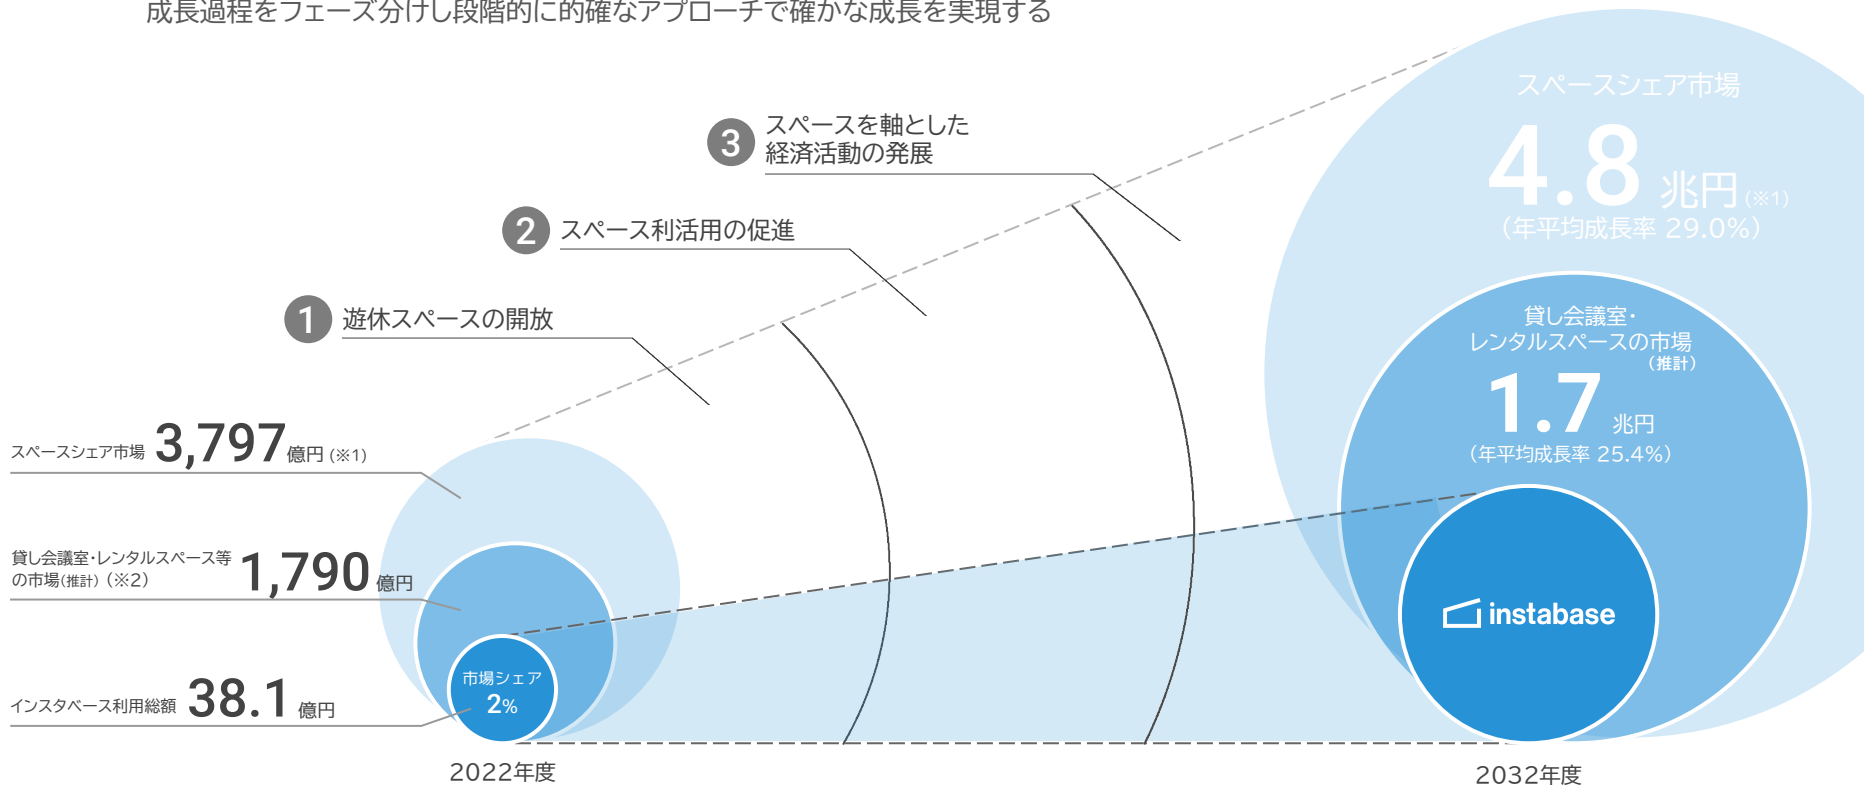 成長過程をフェーズ分けし段階的に的確なアプローチで確かな成長を実現する
スペースシェア市場
4.8 兆円(※1)
(年平均成長率 29.0%)
3 スペースを軸とした
経済活動の発展
2 スペース利活用の促進
1 遊休スペースの開放
貸し会議室・
レンタルスペースの市場
(推計)
1.7 兆円
(年平均成長率 25.4%)
スペースシェア市場 3,797億円 (※1)
貸し会議室・レンタルスペース等
の市場(推計) (※2)
1,790 億円
インスタベース利用総額 38.1 億円
市場シェア
2%
instabase
2022年度
2032年度